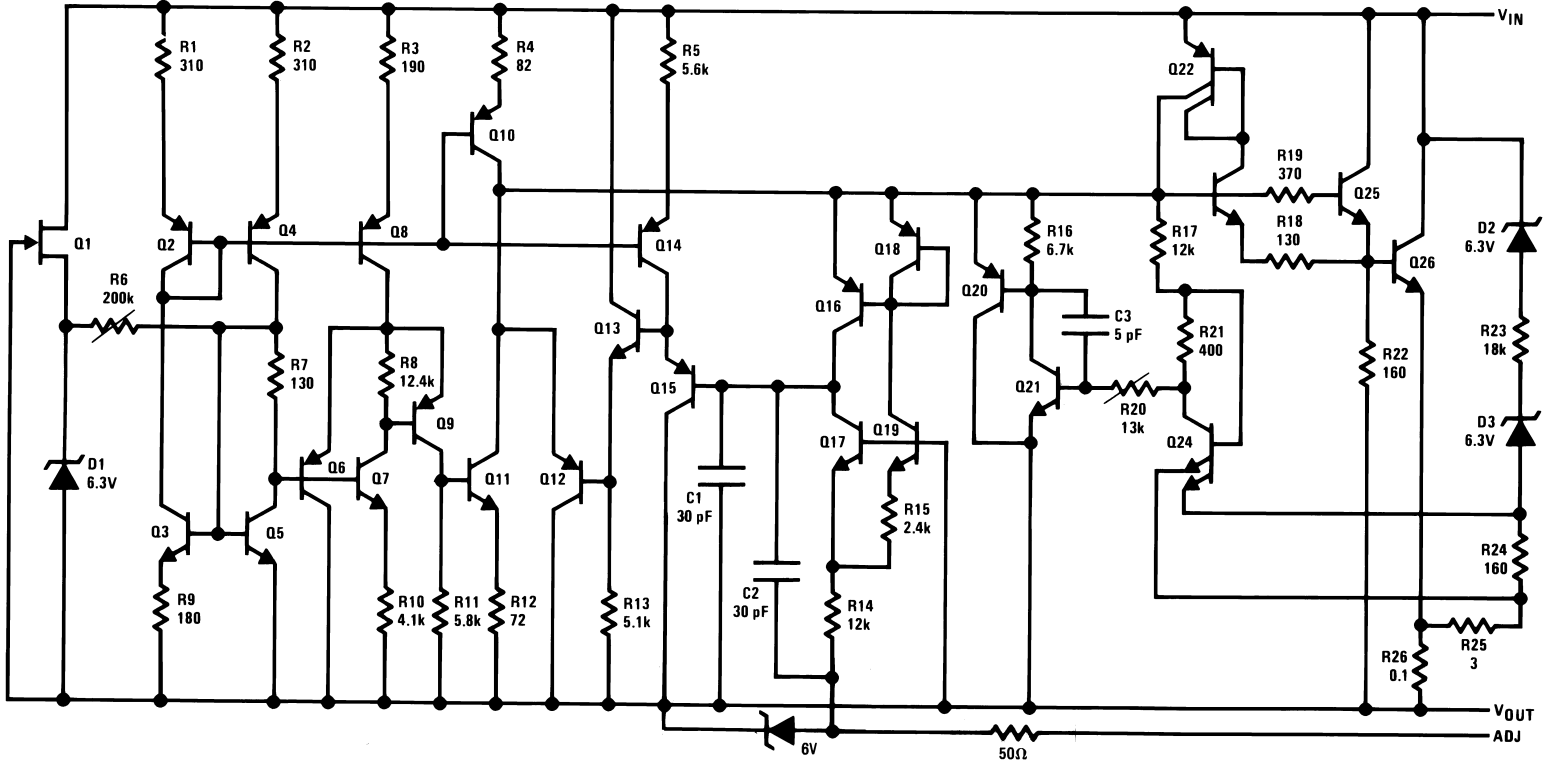 VIN
R1
310
R2
310
R3
190
R4
82
R5
5.6k
Q22
Q10
R19
370
Q25
Q1
Q2
Q4
Q8
Q14
Q18
R16
6.7k
R17
12k
R18
130
Q26
D2
6.3V
R6
200k
Q16
Q20
C3
5 pF
Q13
R21
400
R23
18k
R7
130
R8
12.4k
Q15
Q21
R22
160
R20
13k
Q9
Q17
Q19
Q24
D3
6.3V
D1
6.3V
Q6
Q7
Q11
Q12
C1
30 pF
R15
2.4k
Q3
Q5
R24
160
R9
180
R10
4.1k
R11
5.8k
R12
72
R13
5.1k
C2
30 pF
R14
12k
R25
3
R26
0.1
VOUT
6V
50Ω
ADJ